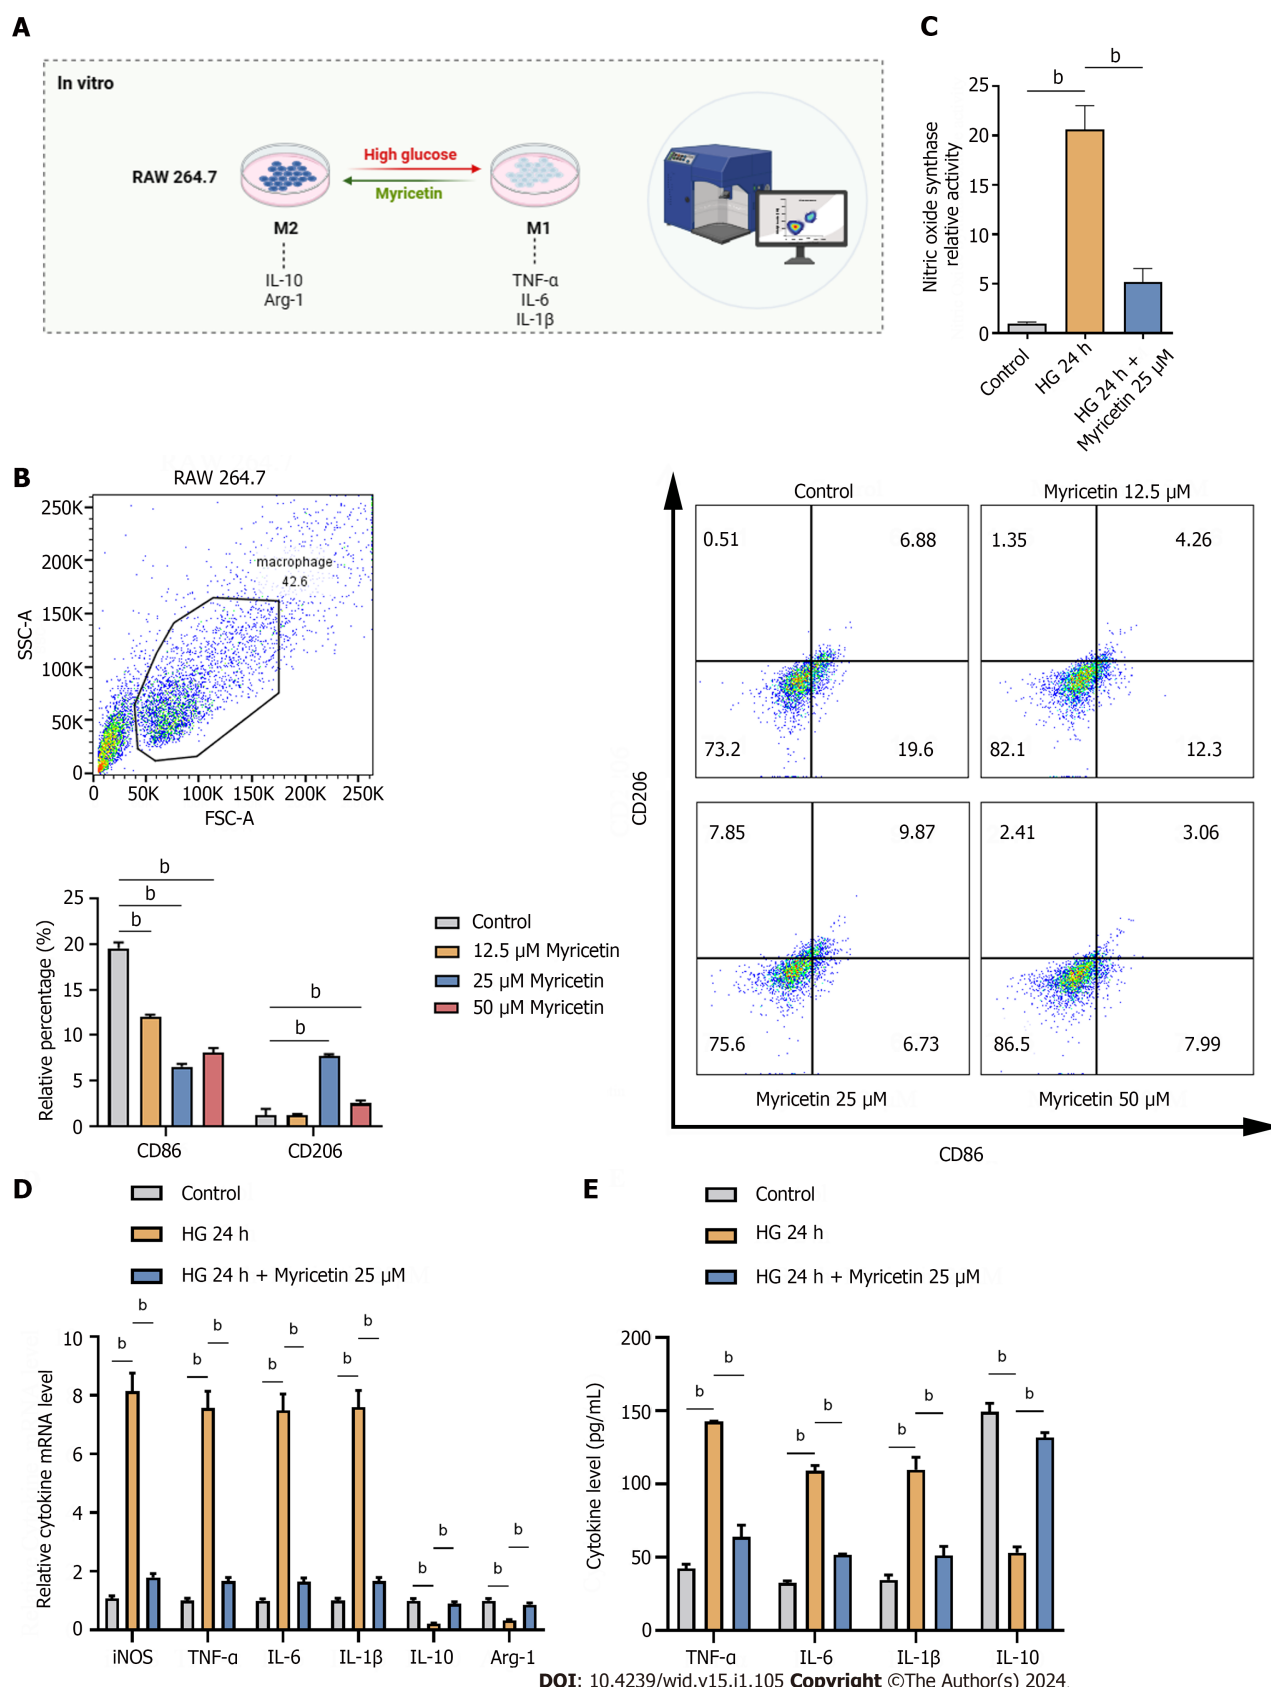 A
In vitro
RAW 264.7
High glucose
Myricetin
M2
M1
IL-10
Arg-1
TNF-α
IL-6
IL-1β
C
b
b
Nitric oxide synthase
relative activity
25
20
15
10
5
0
Control
HG 24 h
HG 24 h +
Myricetin 25 μM
B
RAW 264.7
SSC-A
250K
200K
150K
100K
50K
0
macrophage
42.6
0 50K 100K 150K 200K 250K
FSC-A
Control
0.51 6.88
73.2 19.6
Myricetin 12.5 μM
1.35 4.26
82.1 12.3
7.85 9.87
75.6 6.73
Myricetin 25 μM
2.41 3.06
86.5 7.99
Myricetin 50 μM
CD206
CD86
Relative percentage (%)
25
20
15
10
5
0
b
b
b
b
b
CD86 CD206
Control
12.5 μM Myricetin
25 μM Myricetin
50 μM Myricetin
D
Control
HG 24 h
HG 24 h + Myricetin 25 μM
Relative cytokine mRNA level
10
8
6
4
2
0
b b b b b b b b b b b b
iNOS TNF-α IL-6 IL-1β IL-10 Arg-1
E
Control
HG 24 h
HG 24 h + Myricetin 25 μM
Cytokine level (pg/mL)
200
150
100
50
0
b b b b b b b b
TNF-α IL-6 IL-1β IL-10
DOI: 10.4239/wjd.v15.i1.105 Copyright ©The Author(s) 2024.